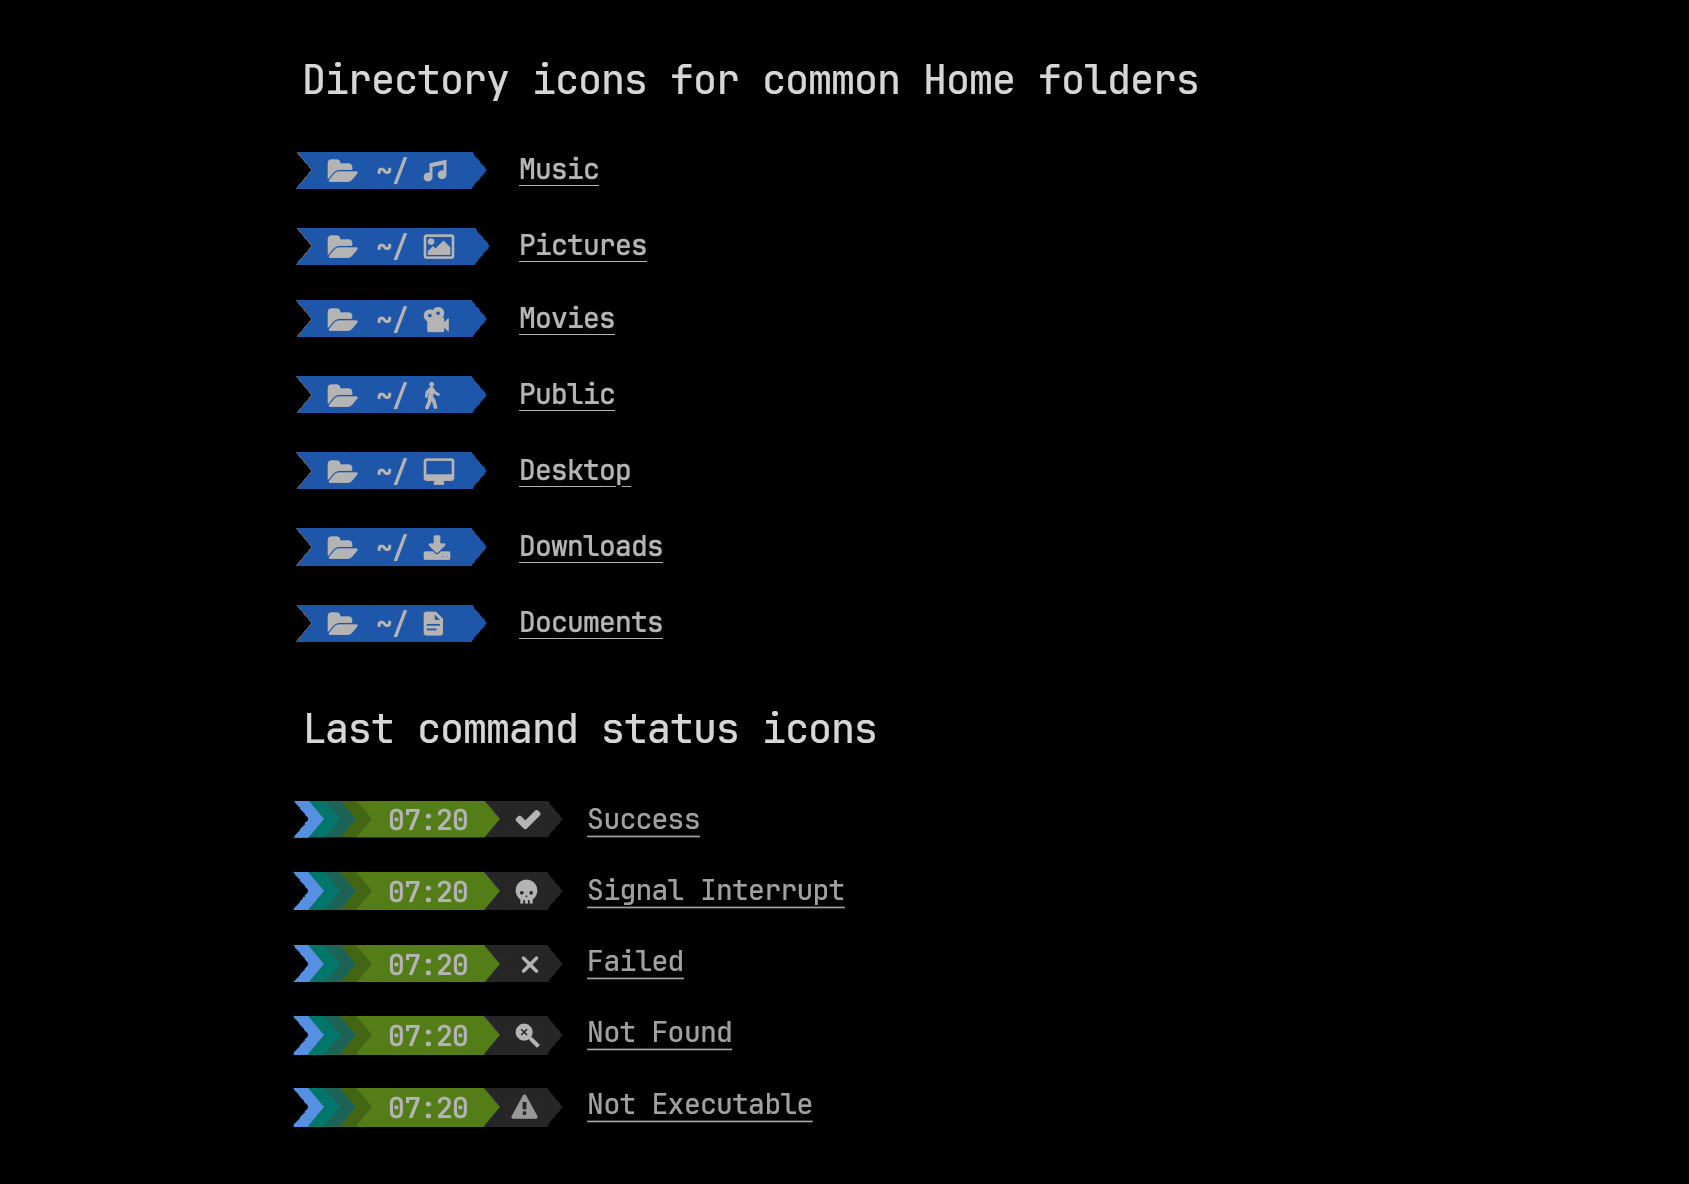 Directory icons for common Home folders
~/ Music
~/ Pictures
~/ Movies
~/ Public
~/ Desktop
~/ Downloads
~/ Documents
Last command status icons
07:20 Success
07:20 Signal Interrupt
07:20 Failed
07:20 Not Found
07:20 Not Executable